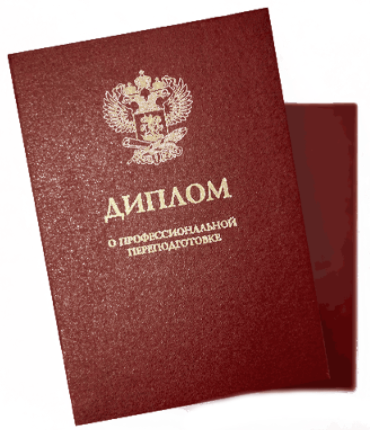 ДИПЛОМ
О ПРОФЕССИОНАЛЬНОЙ
ПЕРЕПОДГОТОВКЕ